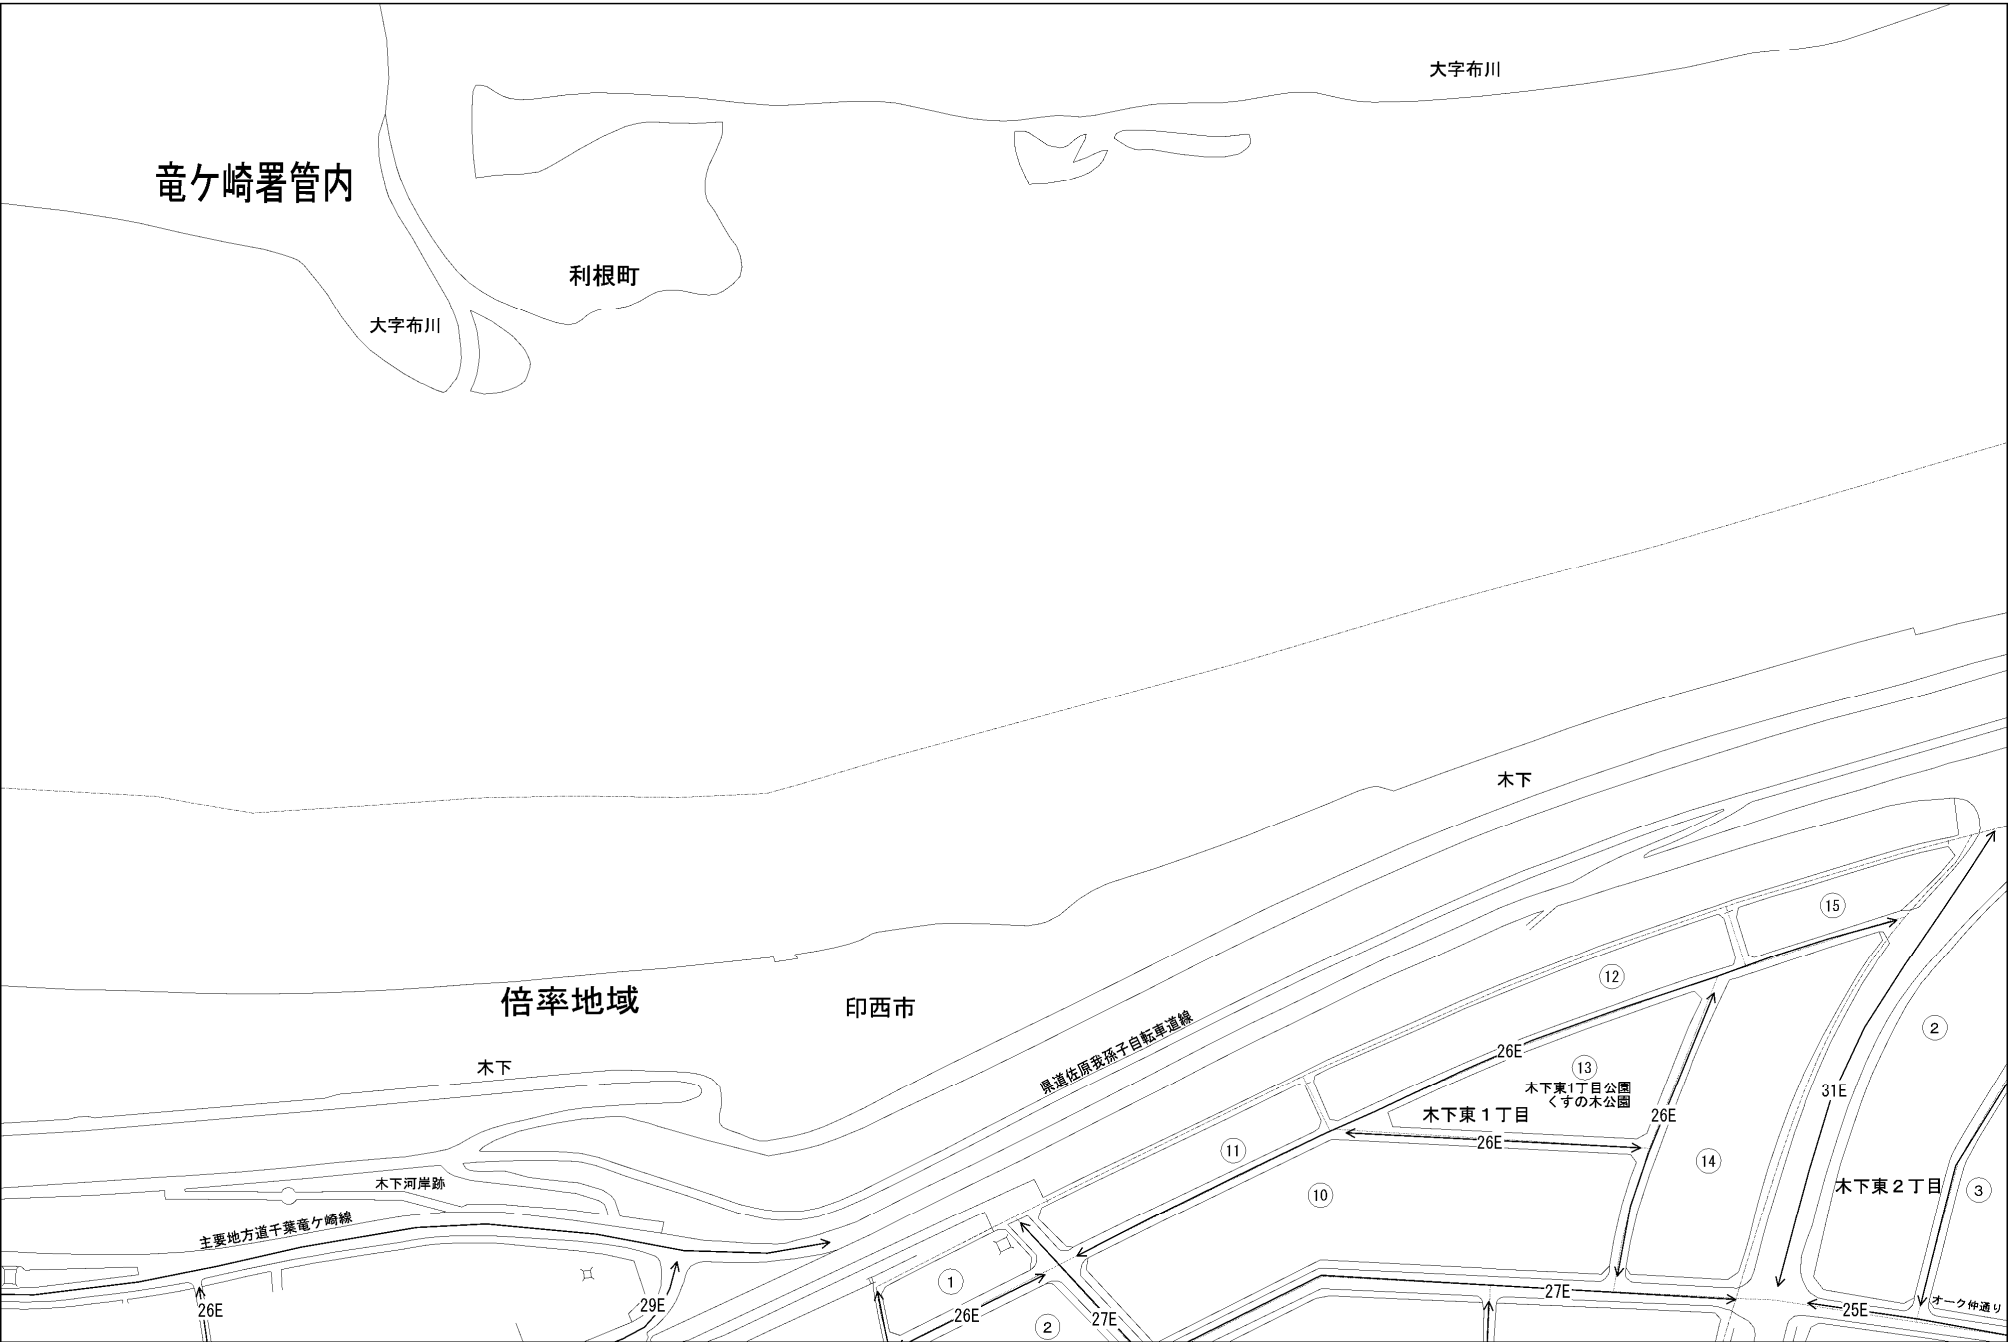 大字布川
竜ケ崎署管内
利根町
大字布川
木下
15
12
倍率地域
印西市
県道佐原我孫子自転車道線
2
26E
木下
13
木下東1丁目公園
くすの木公園
31E
木下東1丁目
26E
26E
11
14
木下河岸跡
木下東2丁目
3
10
主要地方道千葉竜ケ崎線
1
27E
オーク仲通り
29E
26E
25E
26E
27E
2